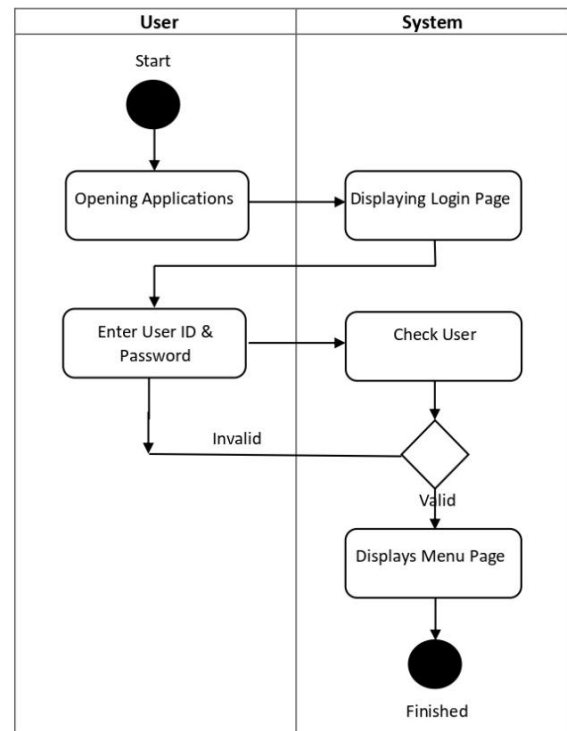 User
System
Start
Opening Applications
Displaying Login Page
Enter User ID &
Password
Check User
Invalid
Valid
Displays Menu Page
Finished